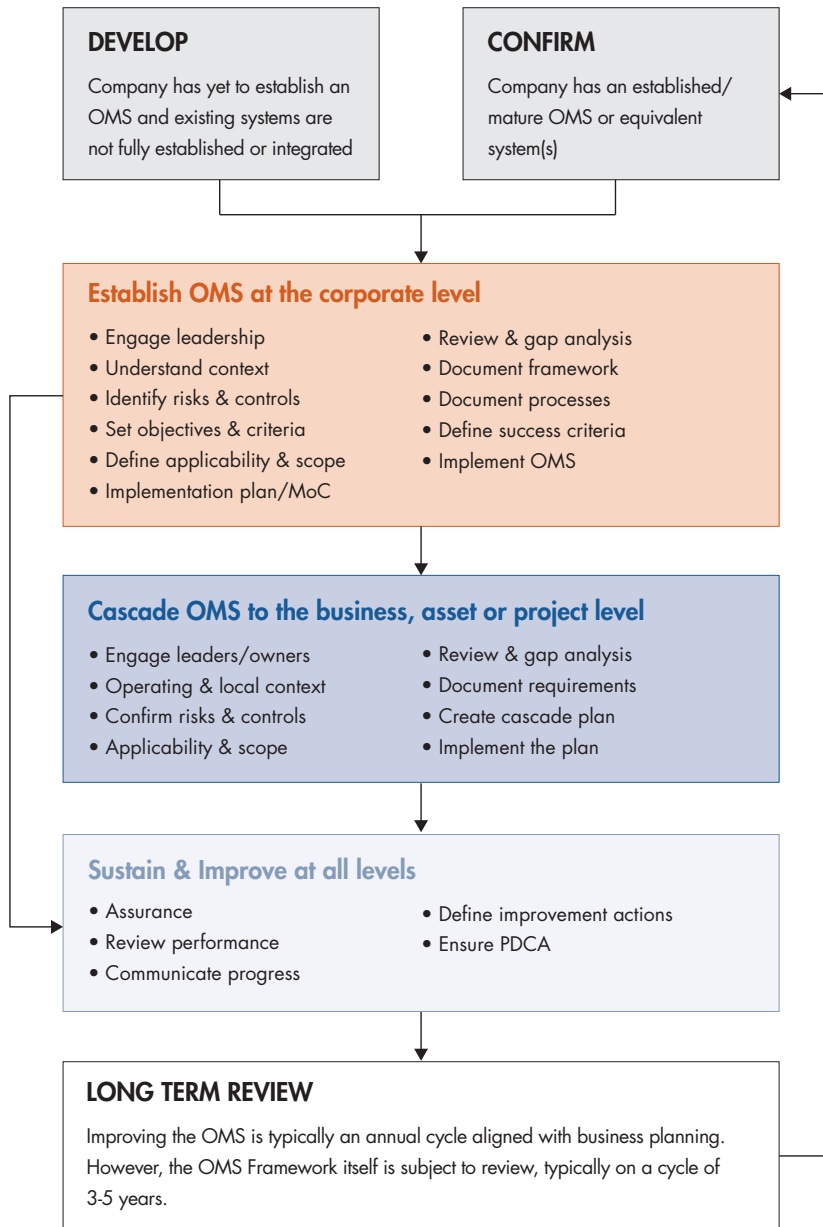 DEVELOP
Company has yet to establish an
OMS and existing systems are
not fully established or integrated
CONFIRM
Company has an established/
mature OMS or equivalent
system(s)
Establish OMS at the corporate level
• Engage leadership
• Understand context
• Identify risks & controls
• Set objectives & criteria
• Define applicability & scope
• Implementation plan/MoC
• Review & gap analysis
• Document framework
• Document processes
• Define success criteria
• Implement OMS
Cascade OMS to the business, asset or project level
• Engage leaders/owners
• Operating & local context
• Confirm risks & controls
• Applicability & scope
• Review & gap analysis
• Document requirements
• Create cascade plan
• Implement the plan
Sustain & Improve at all levels
• Assurance
• Review performance
• Communicate progress
• Define improvement actions
• Ensure PDCA
LONG TERM REVIEW
Improving the OMS is typically an annual cycle aligned with business planning.
However, the OMS Framework itself is subject to review, typically on a cycle of
3-5 years.